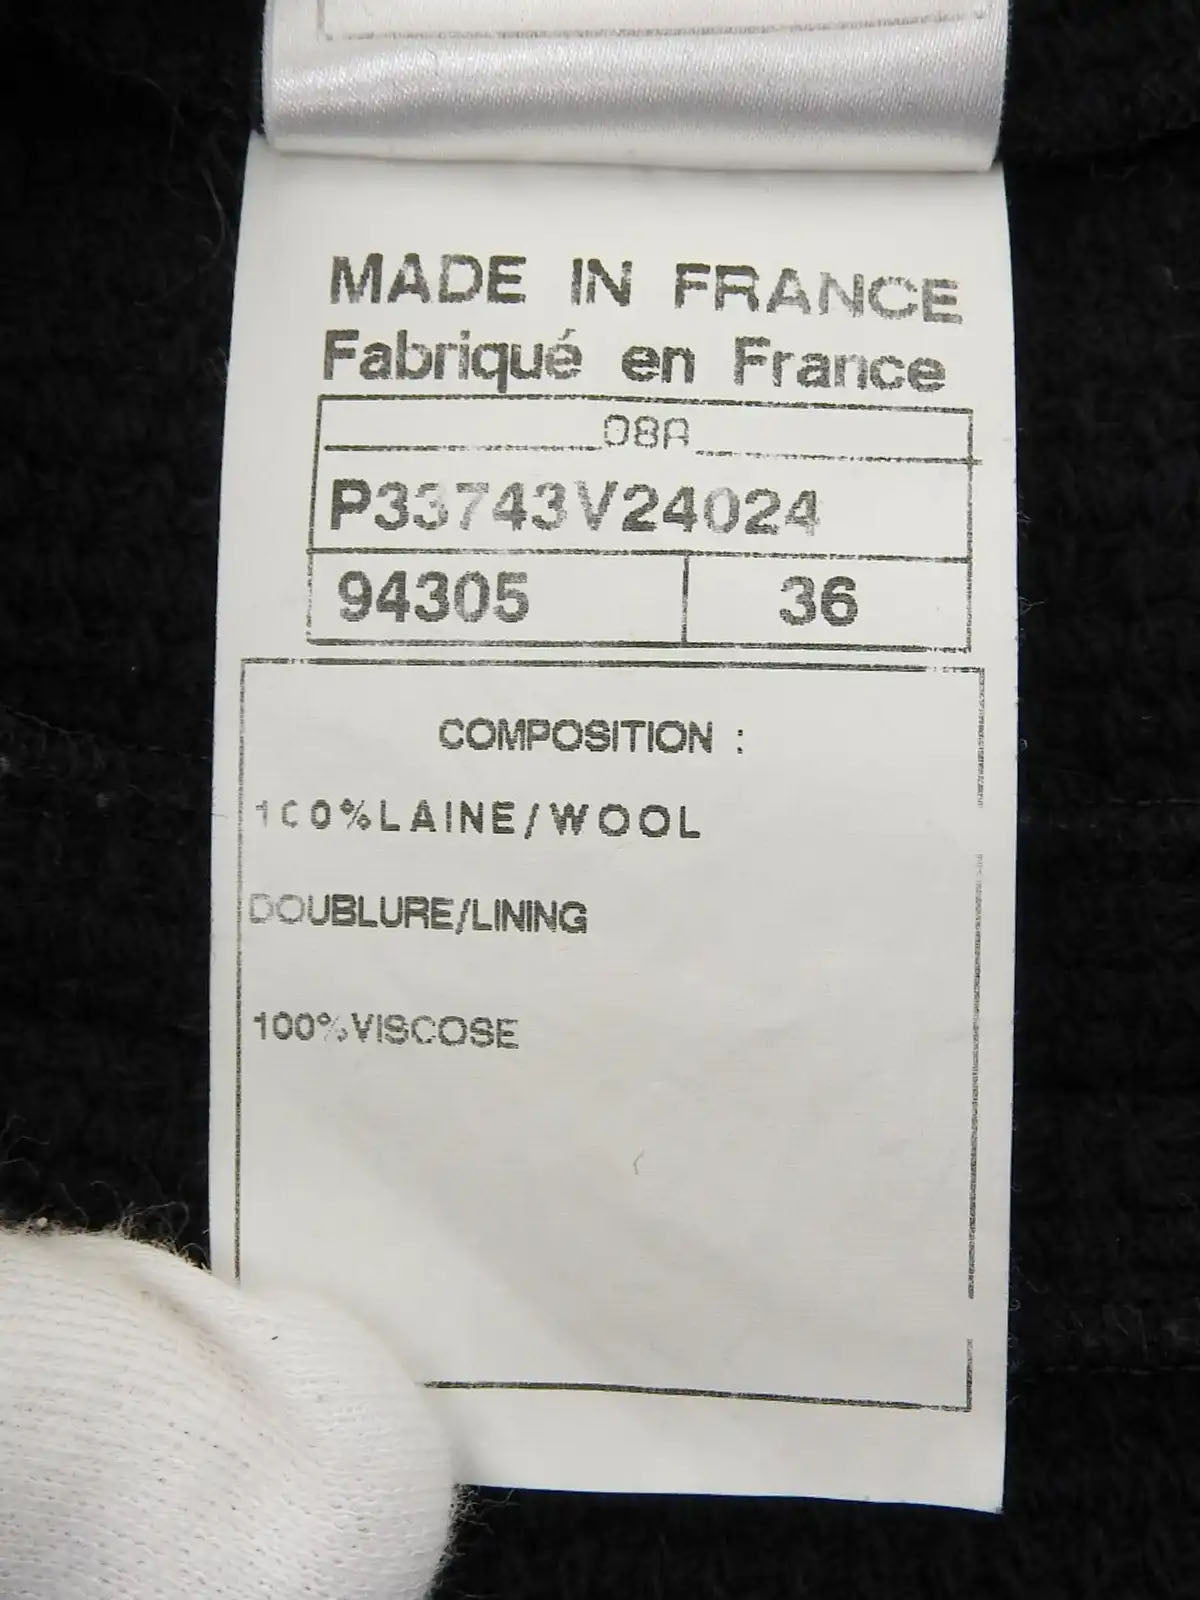 MADE IN FRANCE
Fabriqué en France
08A
P33743V24024
94305 36
COMPOSITION :
100%LAINE/WOOL
DOUBLURE/LINING
100%VISCOSE